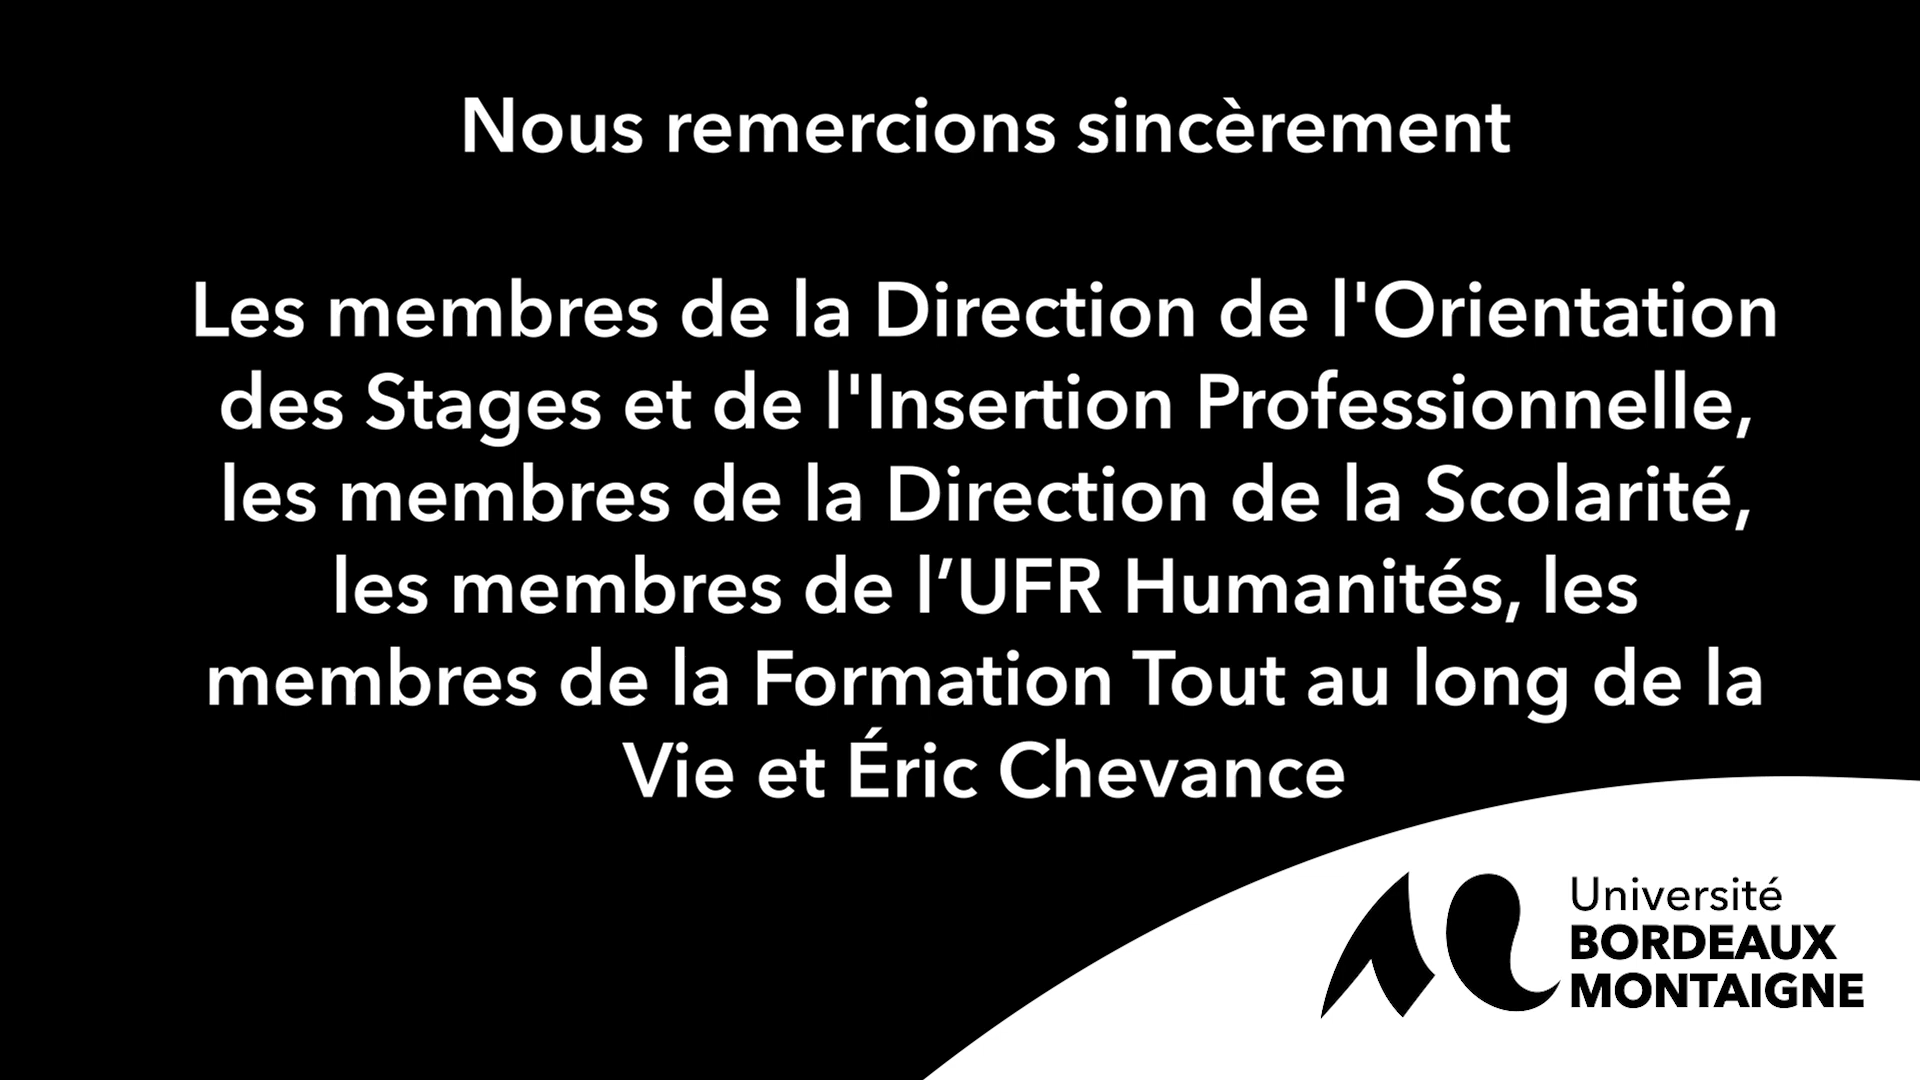 Nous remercions sincèrement
Les membres de la Direction de l'Orientation
des Stages et de l'Insertion Professionnelle,
les membres de la Direction de la Scolarité,
les membres de l’UFR Humanités, les
membres de la Formation Tout au long de la
Vie et Éric Chevance
Université
BORDEAUX
MONTAIGNE